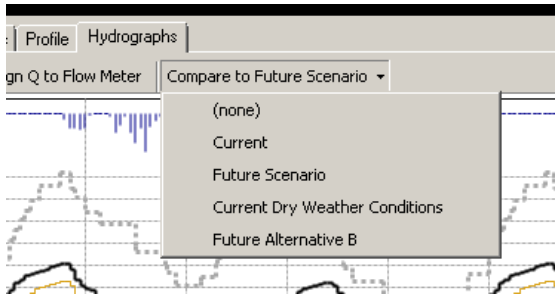 Profile Hydrographs
gn Q to Flow Meter Compare to Future Scenario
(none)
Current
Future Scenario
Current Dry Weather Conditions
Future Alternative B